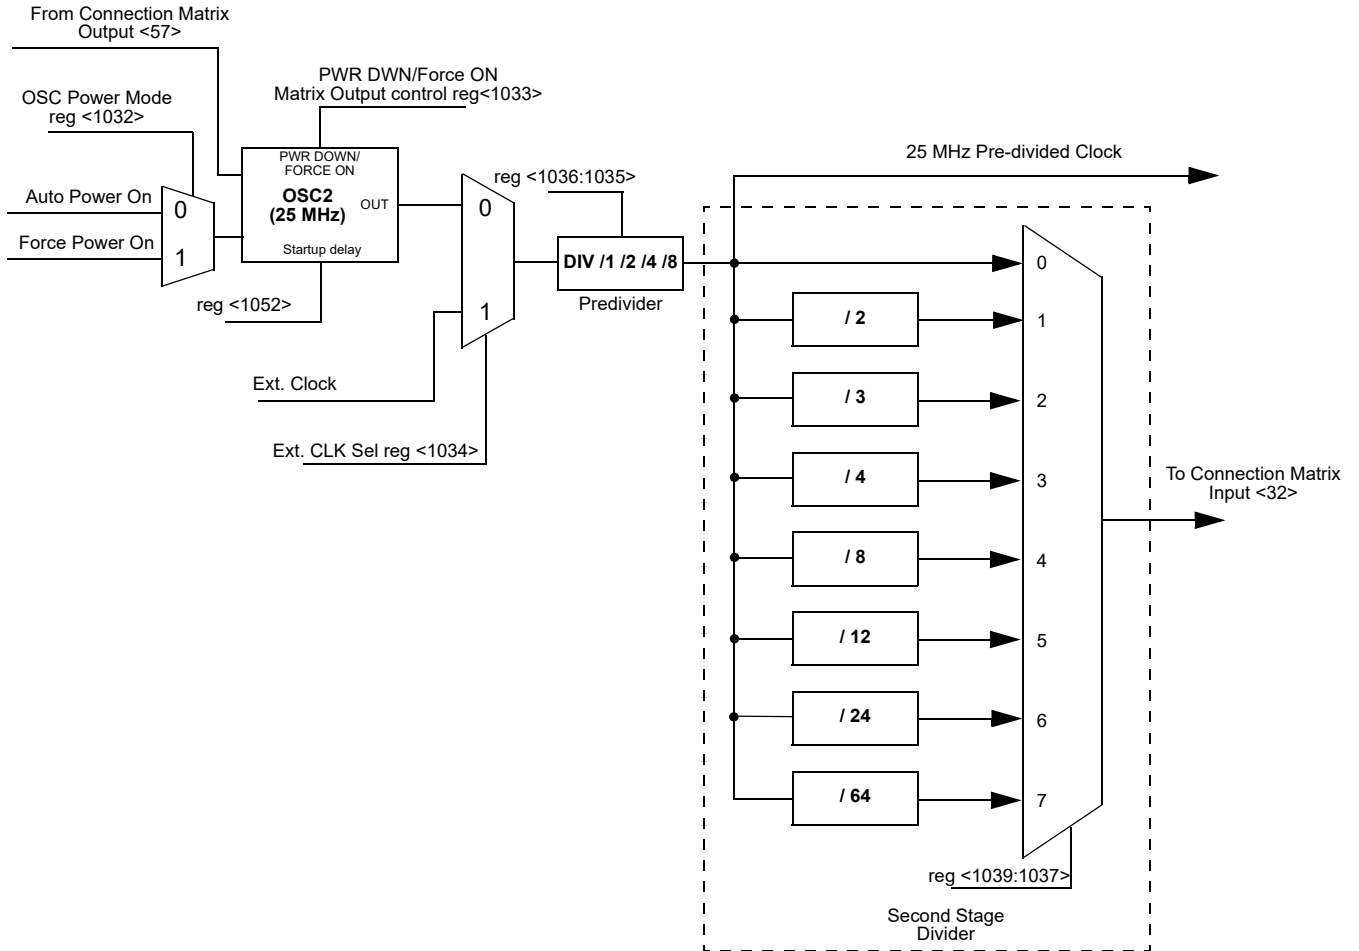 From Connection Matrix
Output <57>
PWR DWN/Force ON
Matrix Output control reg<1033>
OSC Power Mode
reg <1032>
Auto Power On
Force Power On
0
1
PWR DOWN/
FORCE ON
OSC2
(25 MHz)
OUT
Startup delay
reg <1052>
0
1
Ext. Clock
Ext. CLK Sel reg <1034>
reg <1036:1035>
DIV /1 /2 /4 /8
Predivider
25 MHz Pre-divided Clock
0
/ 2
1
/ 3
2
/ 4
3
/ 8
4
/ 12
5
/ 24
6
/ 64
7
To Connection Matrix
Input <32>
reg <1039:1037>
Second Stage
Divider